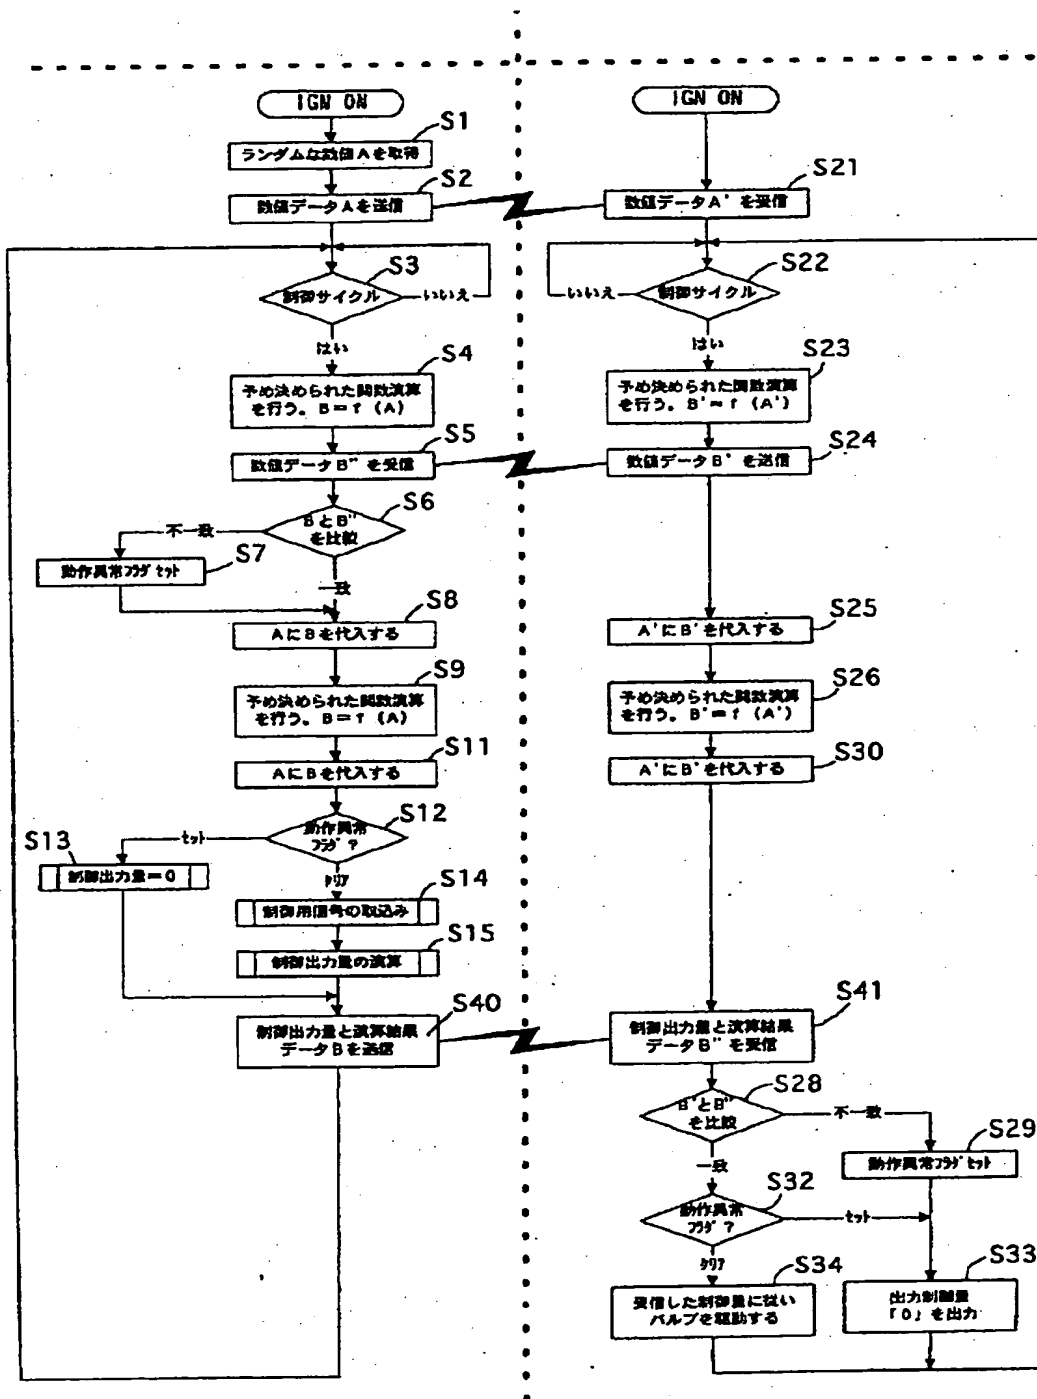 IGN ON
S1
ランダムな数値Aを取得
S2
数値データAを送信
S3
制御サイクル
いいえ
はい
S4
予め決められた関数演算
を行う。B=f (A)
S5
数値データB"を受信
S6
BとB"
を比較
不一致
S7
動作異常フラグセット
一致
S8
AにBを代入する
S9
予め決められた関数演算
を行う。B=f (A)
S11
AにBを代入する
S12
動作異常
フラグ?
セット
S13
制御出力量=0
クリア
S14
制御用信号の取込み
S15
制御出力量の演算
S40
制御出力量と演算結果
データBを送信
IGN ON
S21
数値データA'を受信
S22
制御サイクル
いいえ
はい
S23
予め決められた関数演算
を行う。B'=f (A')
S24
数値データB'を送信
S25
A'にB'を代入する
S26
予め決められた関数演算
を行う。B'=f (A')
S30
A'にB'を代入する
S41
制御出力量と演算結果
データB"を受信
S28
B'とB"
を比較
不一致
S29
動作異常フラグセット
一致
S32
動作異常
フラグ?
セット
クリア
S34
受信した制御量に従い
バルブを駆動する
S33
出力制御量
「0」を出力